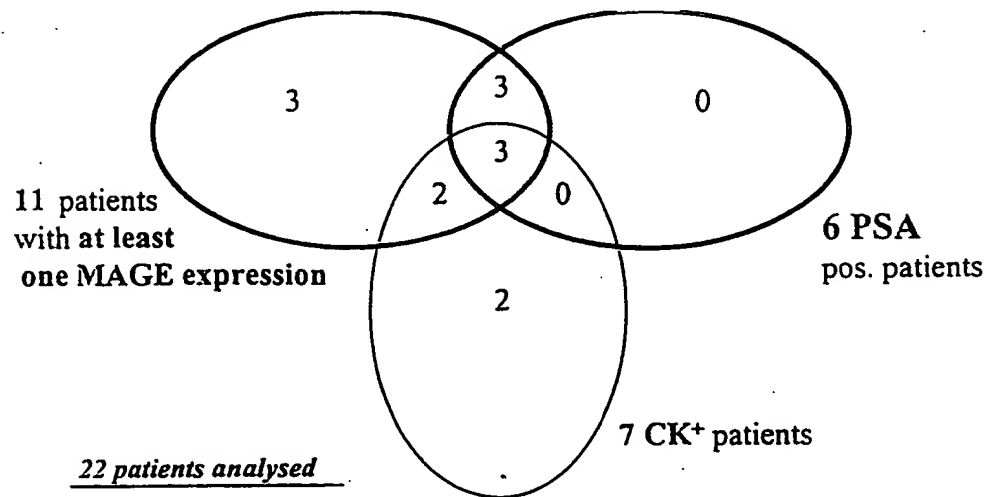 3
3
0
3
2
0
11 patients
with at least
one MAGE expression
6 PSA
pos. patients
2
7 CK⁺ patients
22 patients analysed